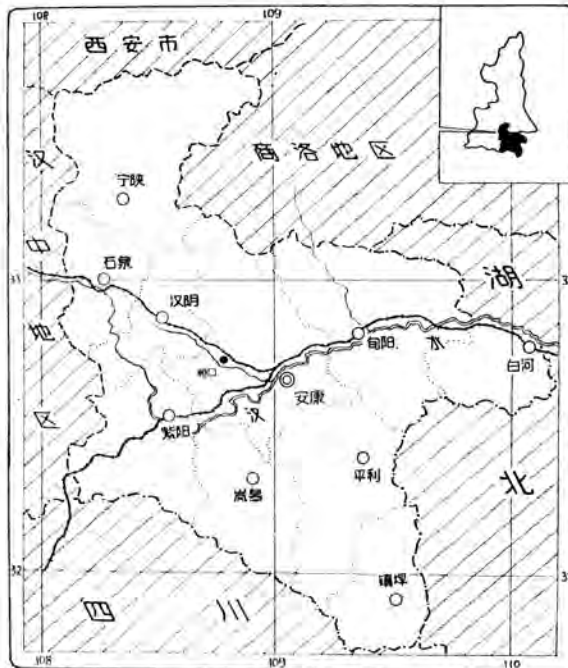 108
109
西安市
商洛地区
汉中地区
宁陕
石泉
31
湖北
汉阴
旬阳
汉水
白河
安康
紫阳
岚皋
平利
32
镇坪
四川
108
109
110